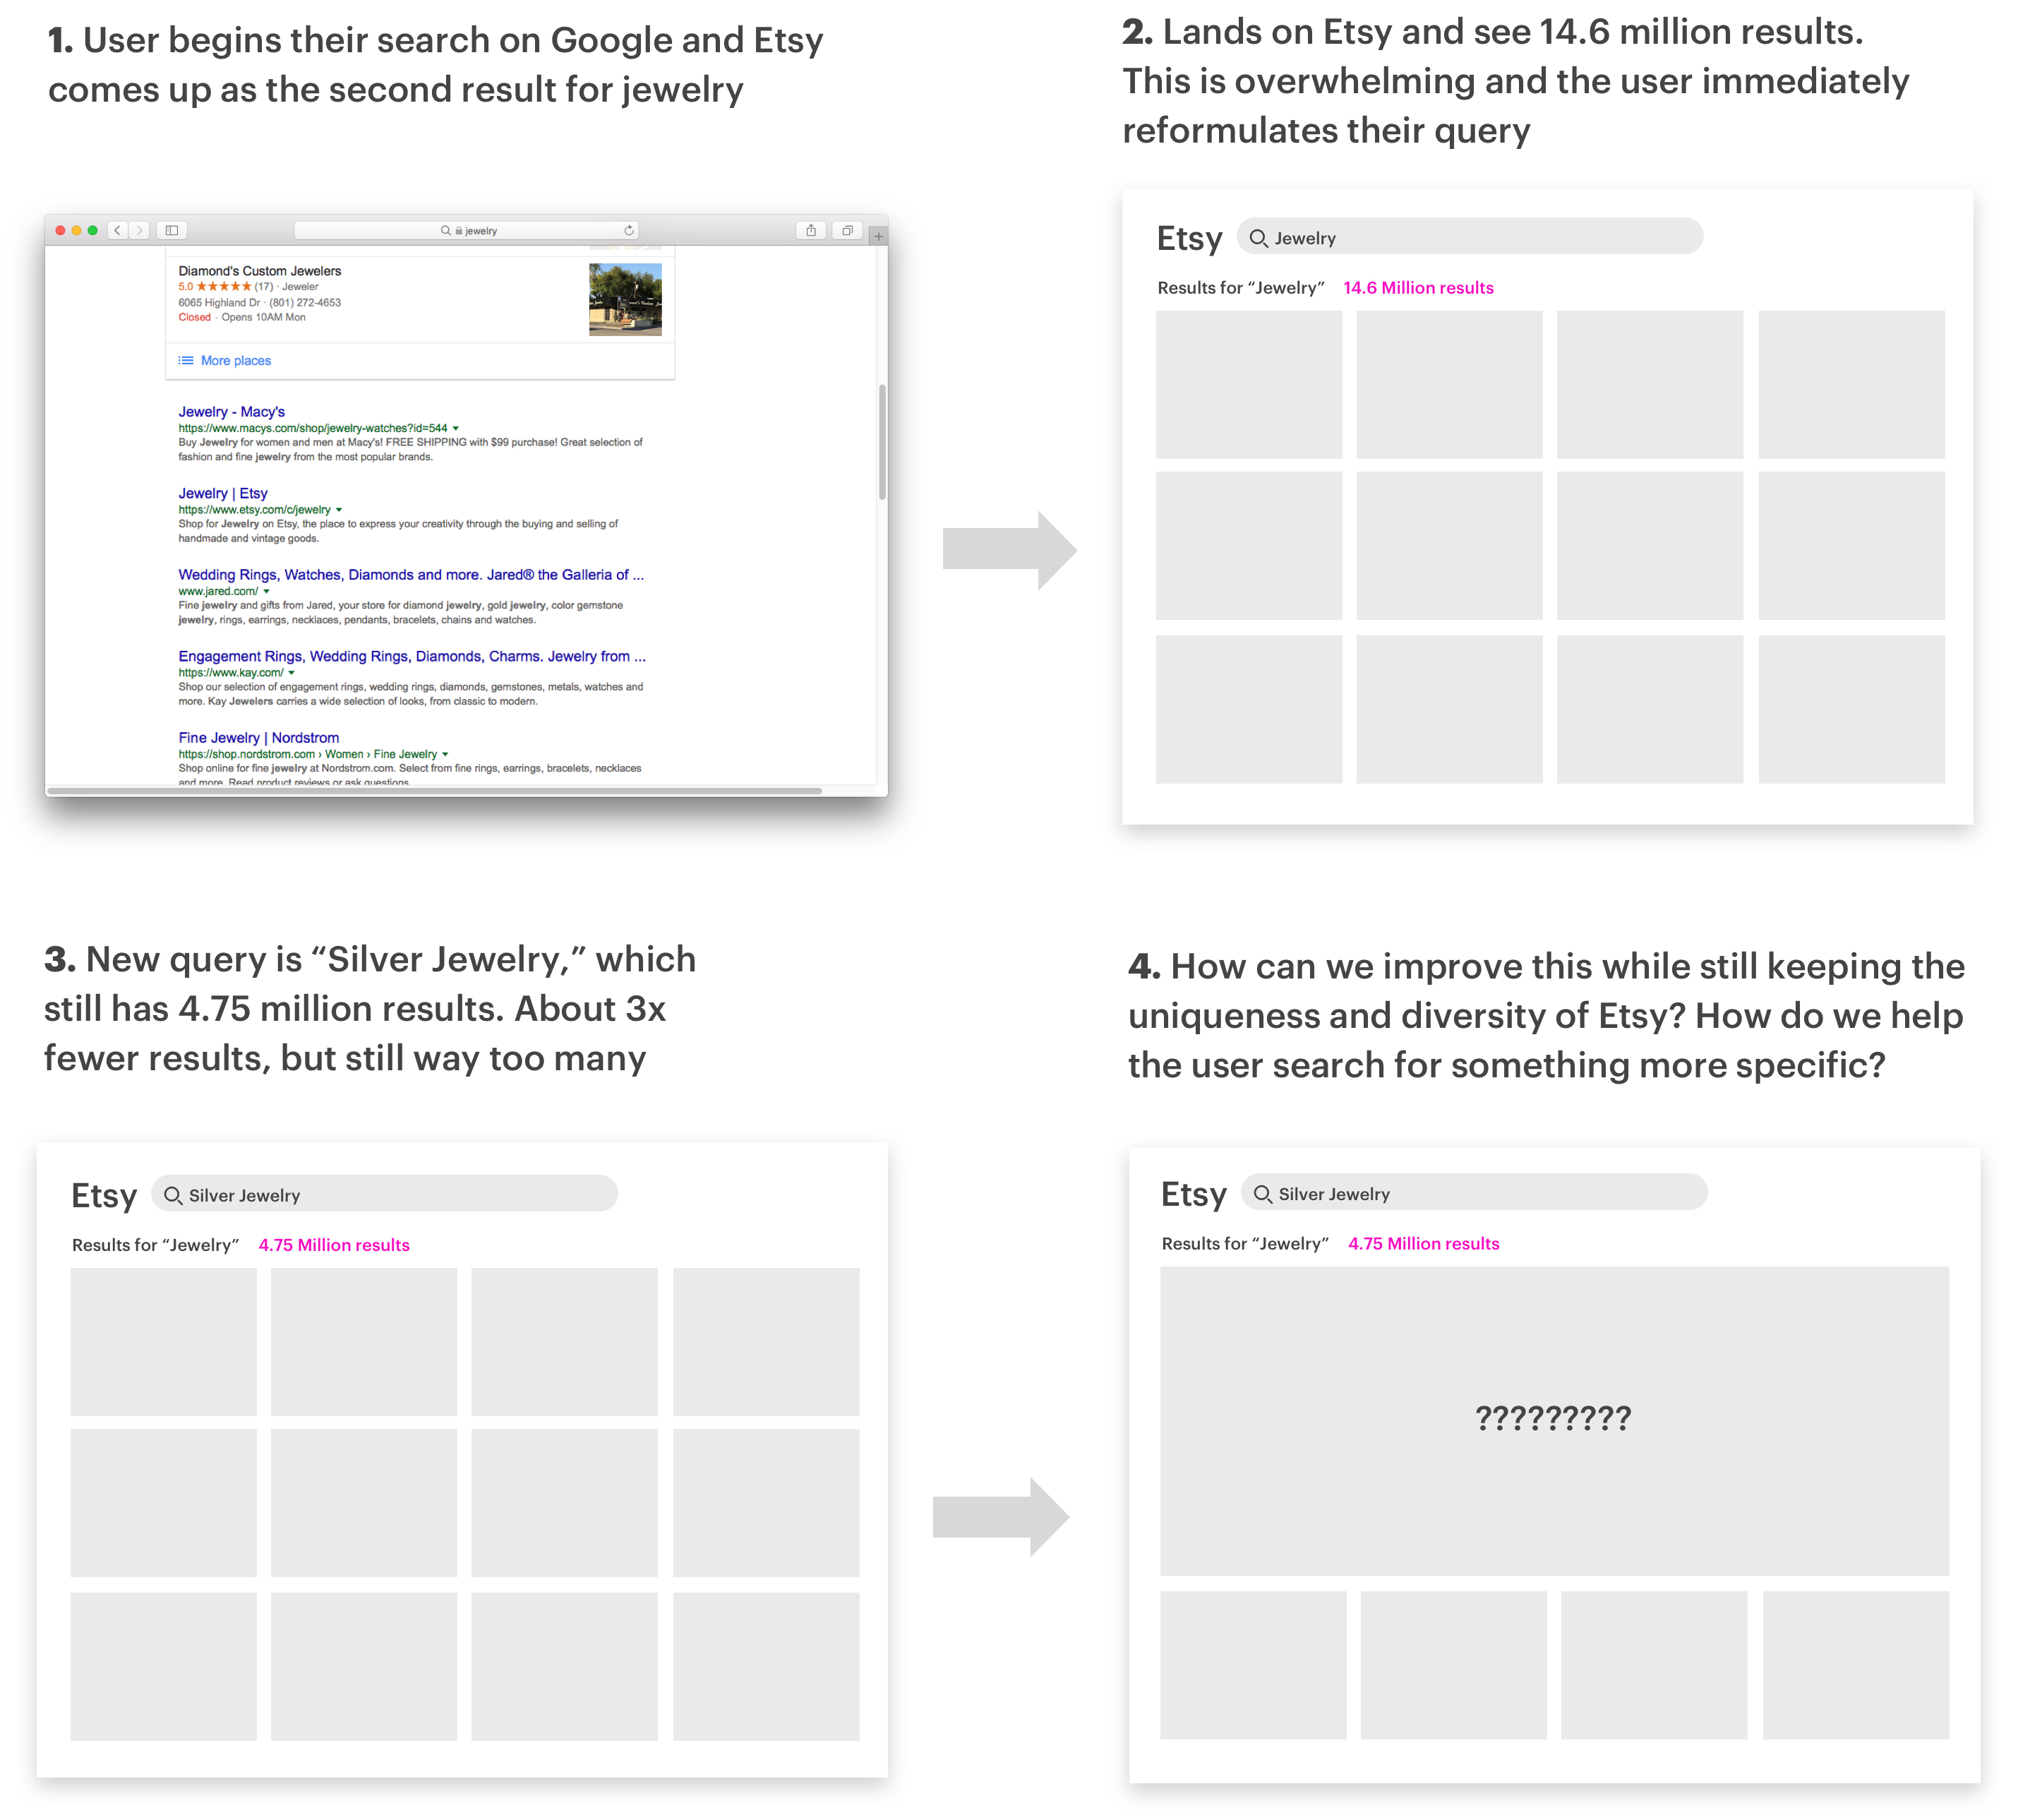 1. User begins their search on Google and Etsy
comes up as the second result for jewelry
jewelry
Diamond's Custom Jewelers
5.0 ★★★★★ (17) · Jeweler
6065 Highland Dr · (801) 272-4653
Closed · Opens 10AM Mon
More places
Jewelry - Macy's
https://www.macys.com/shop/jewelry-watches?id=544
Buy Jewelry for women and men at Macy's! FREE SHIPPING with $99 purchase! Great selection of
fashion and fine jewelry from the most popular brands.
Jewelry | Etsy
https://www.etsy.com/c/jewelry
Shop for Jewelry on Etsy, the place to express your creativity through the buying and selling of
handmade and vintage goods.
Wedding Rings, Watches, Diamonds and more. Jared® the Galleria of ...
www.jared.com/
Fine jewelry and gifts from Jared, your store for diamond jewelry, gold jewelry, color gemstone
jewelry, rings, earrings, necklaces, pendants, bracelets, chains and watches.
Engagement Rings, Wedding Rings, Diamonds, Charms. Jewelry from ...
https://www.kay.com/
Shop our selection of engagement rings, wedding rings, diamonds, gemstones, metals, watches and
more. Kay Jewelers carries a wide selection of looks, from classic to modern.
Fine Jewelry | Nordstrom
https://shop.nordstrom.com › Women › Fine Jewelry
Shop online for fine jewelry at Nordstrom.com. Select from fine rings, earrings, bracelets, necklaces
and more. Read product reviews or ask questions
2. Lands on Etsy and see 14.6 million results.
This is overwhelming and the user immediately
reformulates their query
Etsy Jewelry
Results for “Jewelry” 14.6 Million results
3. New query is “Silver Jewelry,” which
still has 4.75 million results. About 3x
fewer results, but still way too many
Etsy Silver Jewelry
Results for “Jewelry” 4.75 Million results
4. How can we improve this while still keeping the
uniqueness and diversity of Etsy? How do we help
the user search for something more specific?
Etsy Silver Jewelry
Results for “Jewelry” 4.75 Million results
?????????